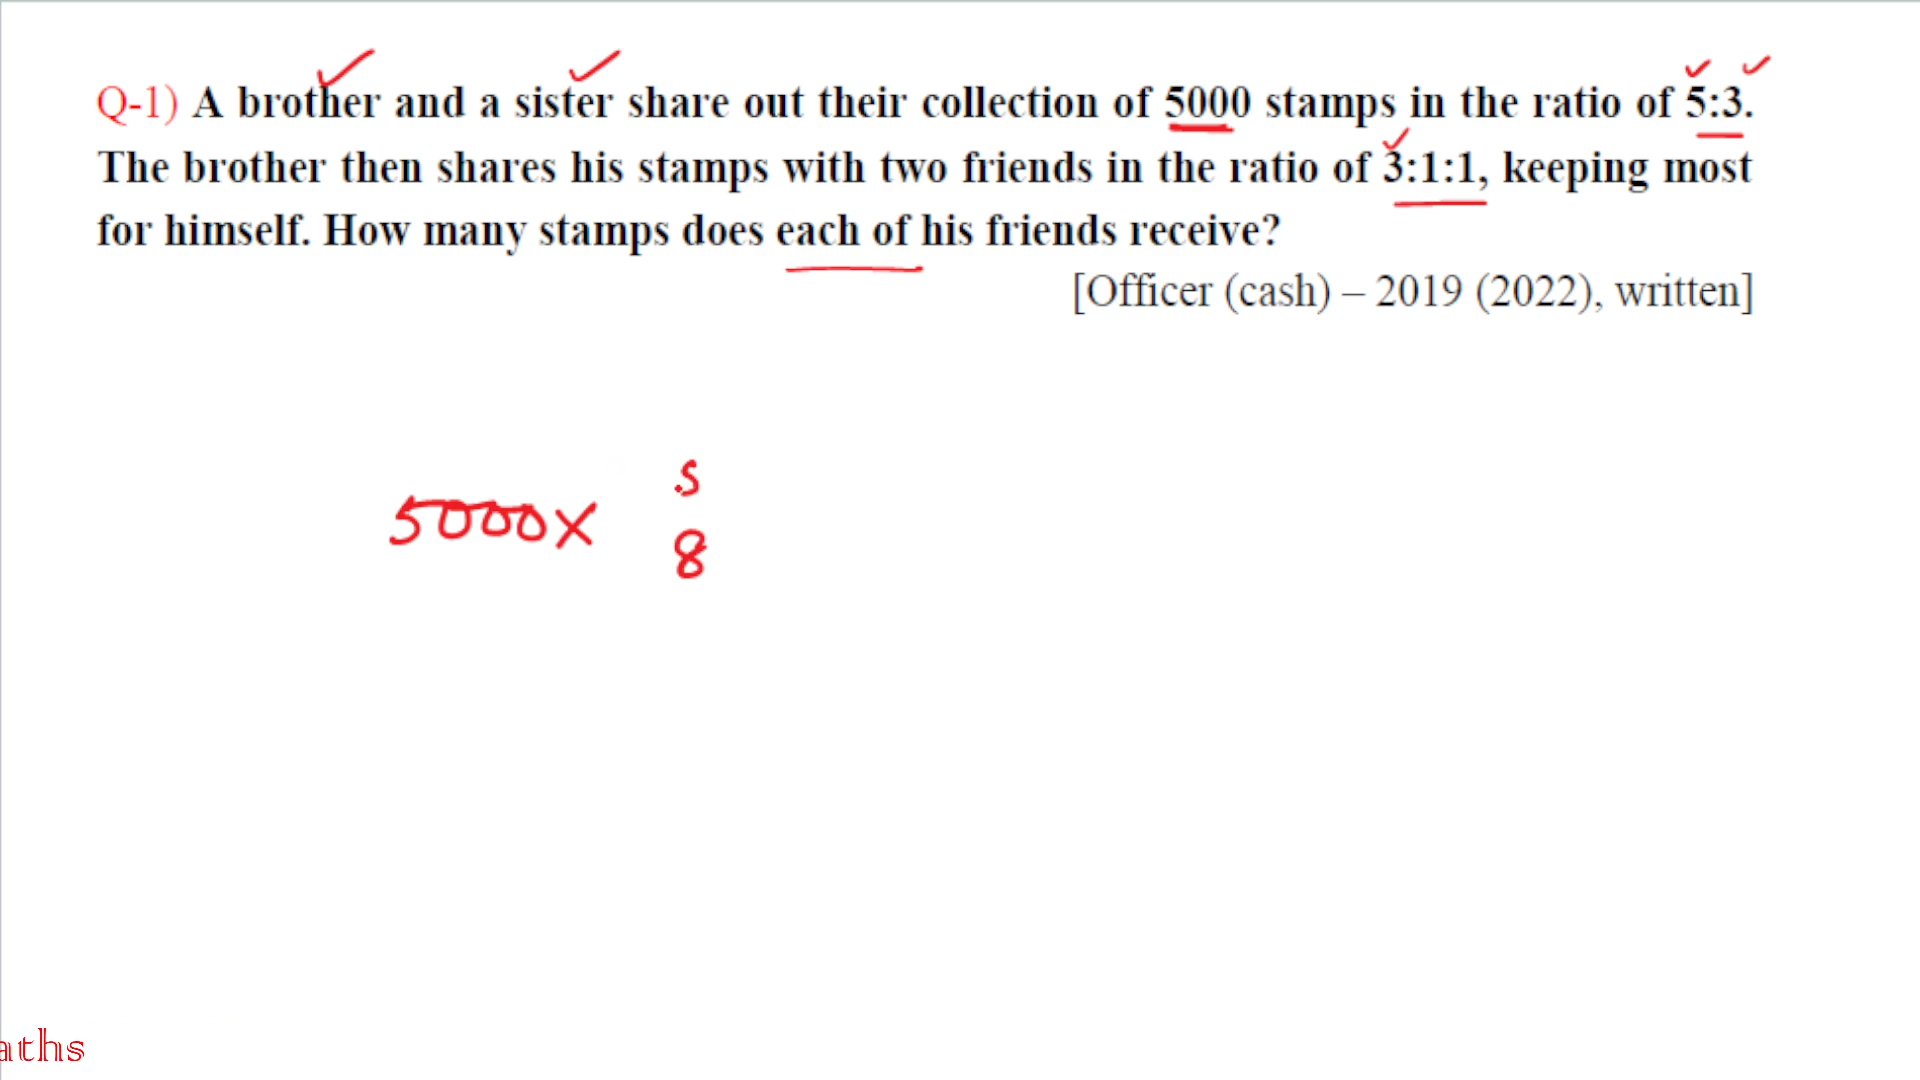 Q-1) A brother and a sister share out their collection of 5000 stamps in the ratio of 5:3.
The brother then shares his stamps with two friends in the ratio of 3:1:1, keeping most
for himself. How many stamps does each of his friends receive?
[Officer (cash) – 2019 (2022), written]
5
5000×
8
aths